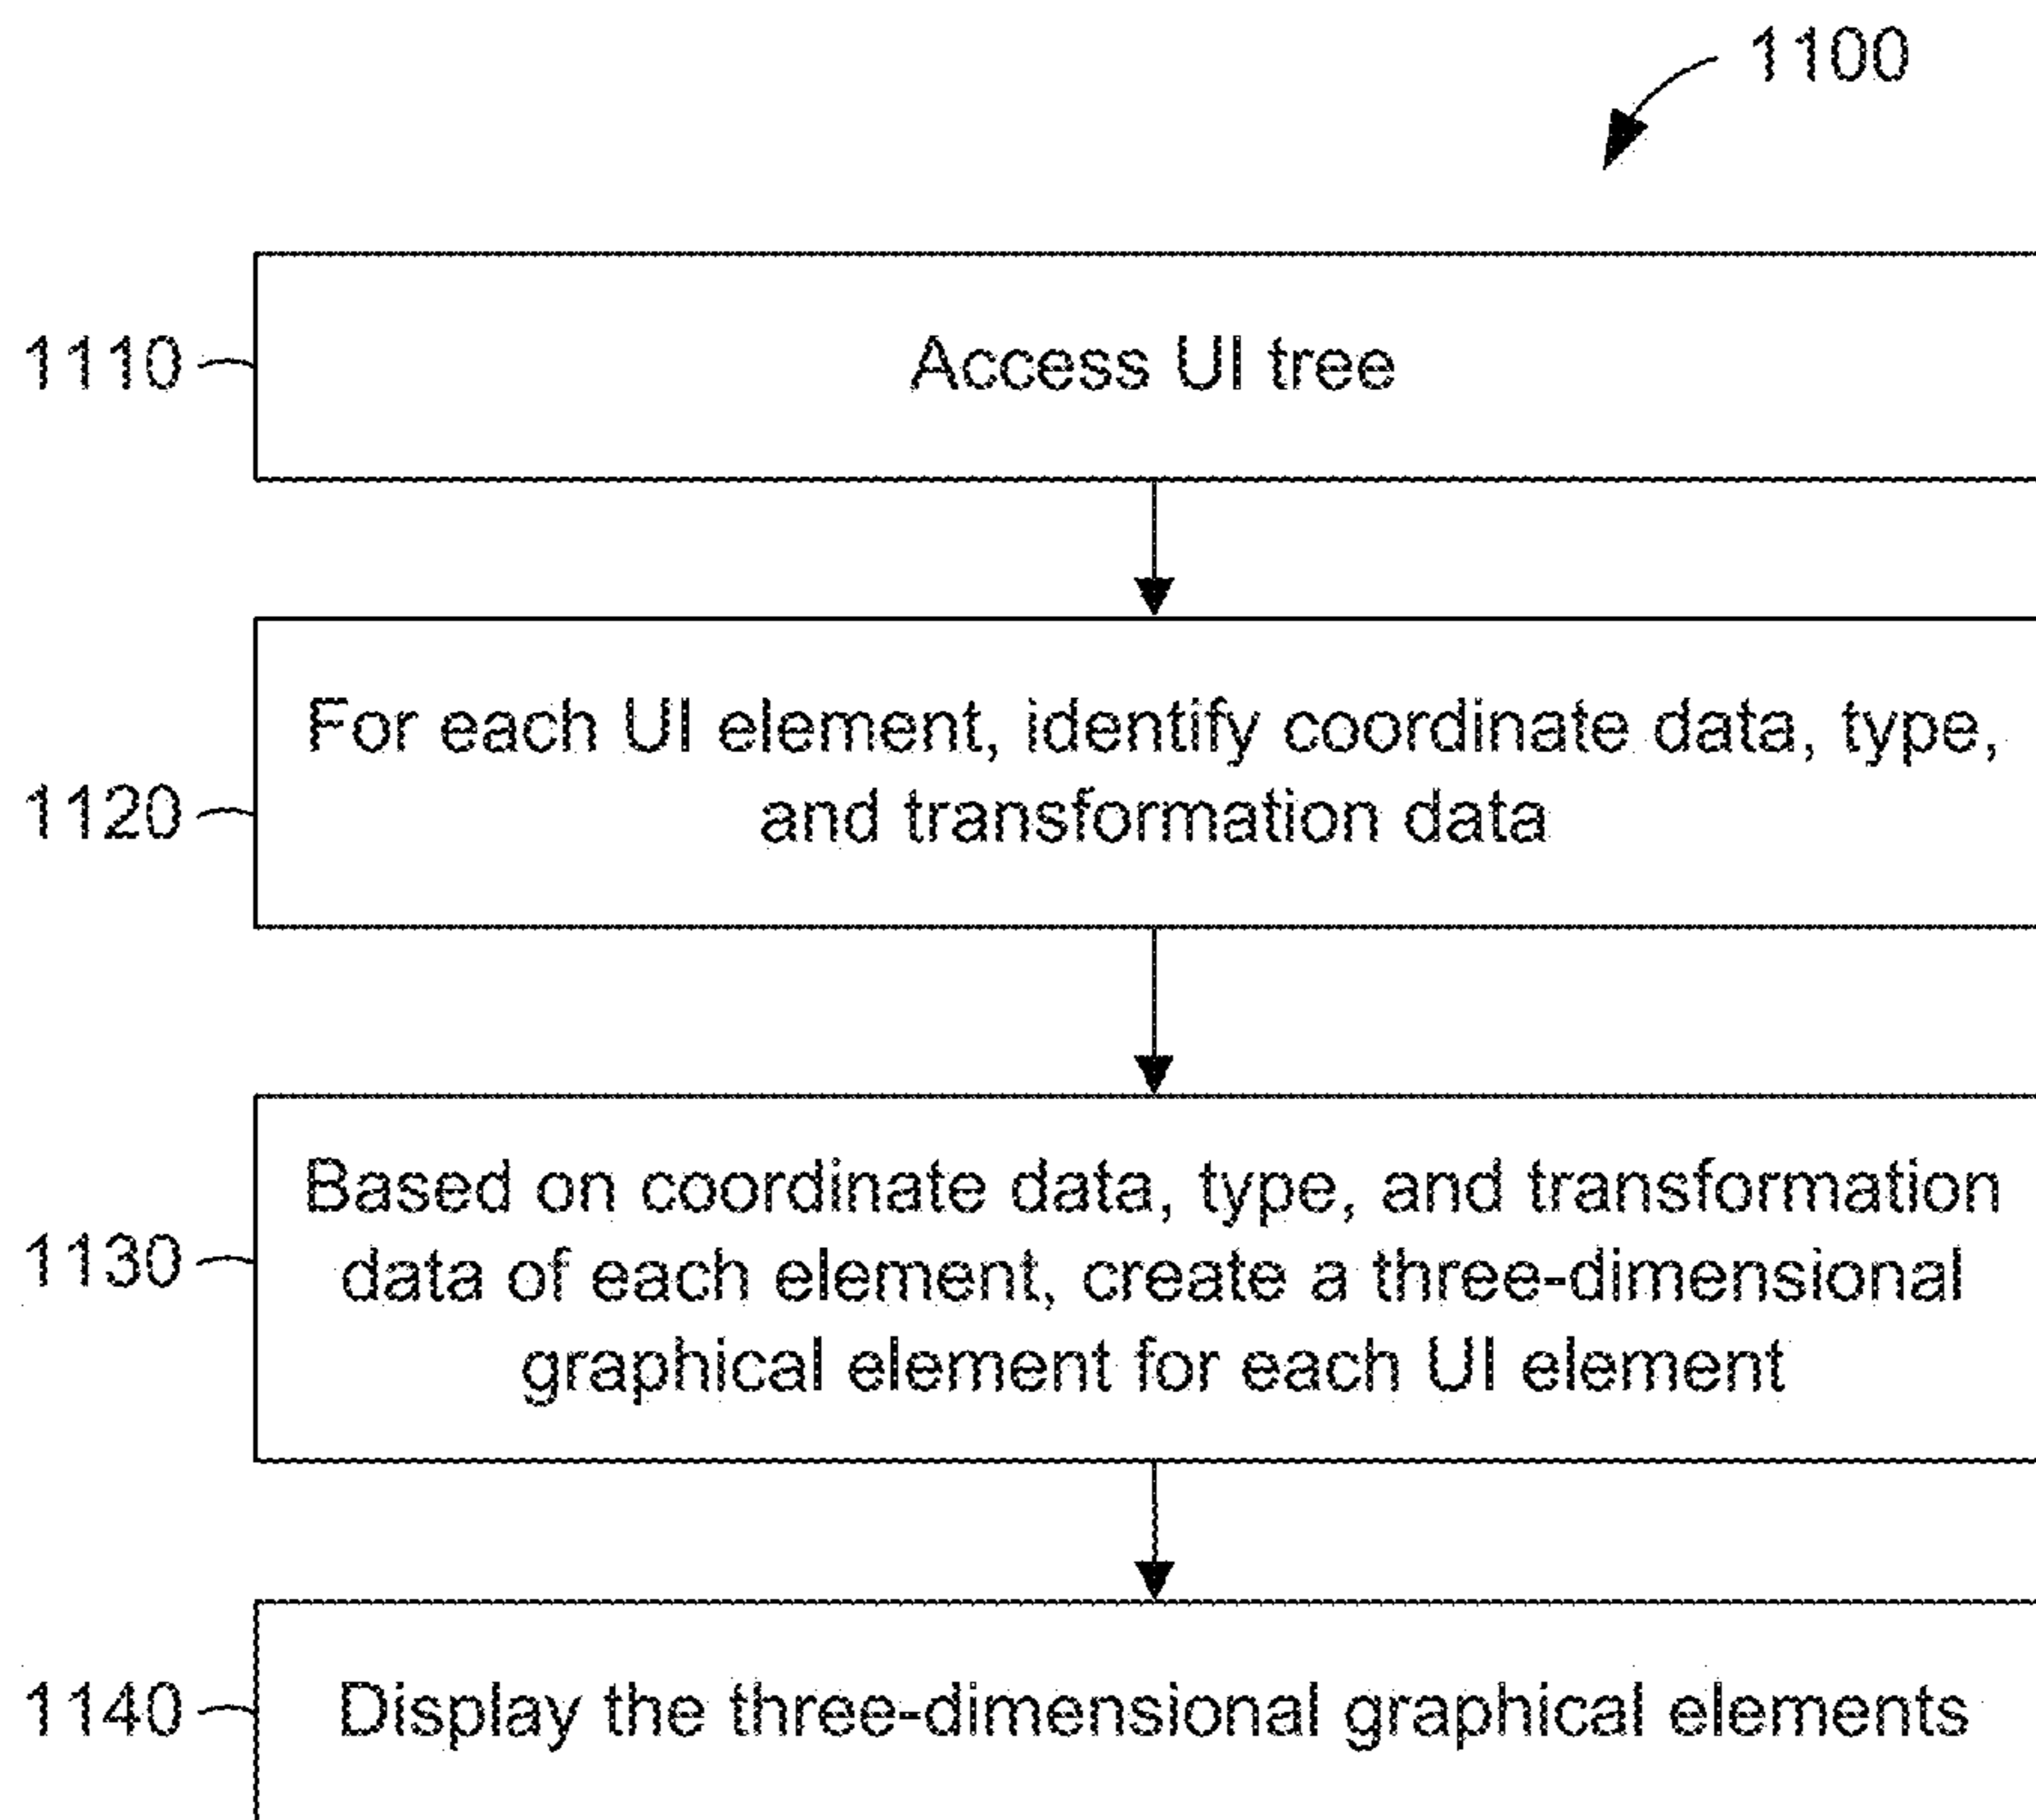 1100
1110
Access UI tree
1120
For each UI element, identify coordinate data, type,
and transformation data
1130
Based on coordinate data, type, and transformation
data of each element, create a three-dimensional
graphical element for each UI element
1140
Display the three-dimensional graphical elements